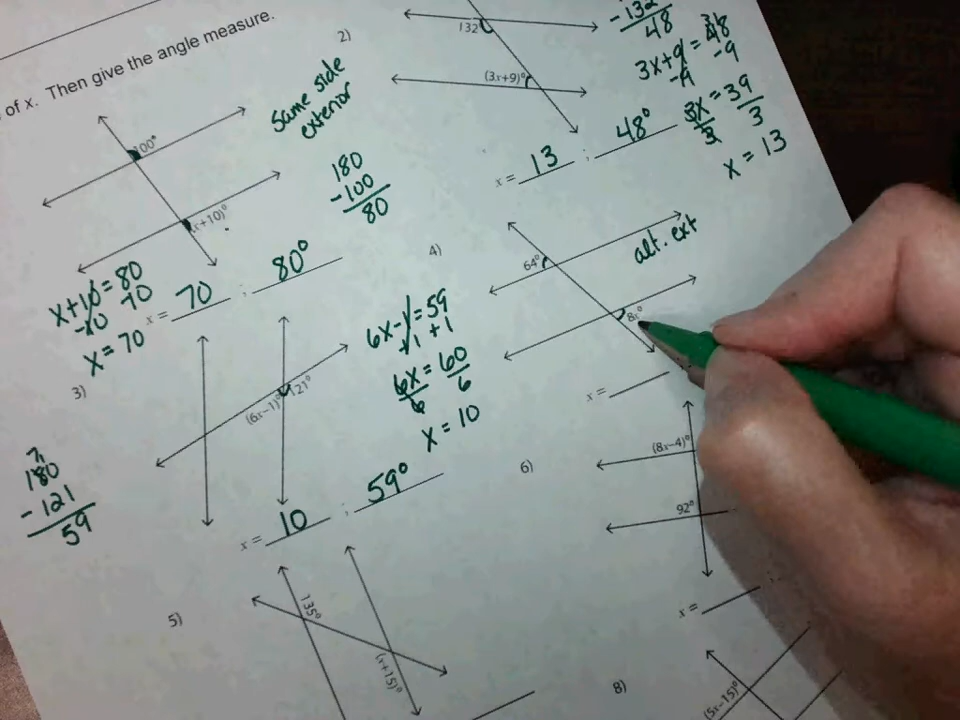 of x. Then give the angle measure.
100°
(x+10)°
same side
exterior
180
-100
80
x+10=80
-10 -10
x=70
x = 70 ; 80°
2)
132°
(3x+9)°
-132
48
3x+9=48
-9 -9
3x=39
3 3
x=13
x = 13 ; 48°
3)
180
-121
59
(6x-1)°
121°
6x-1=59
+1 +1
6x=60
6 6
x=10
x = 10 ; 59°
4)
64°
alt. ext
8x°
x =
5)
135°
(x+15)°
6)
(8x-4)°
92°
x = ;
8)
(5x-15)°